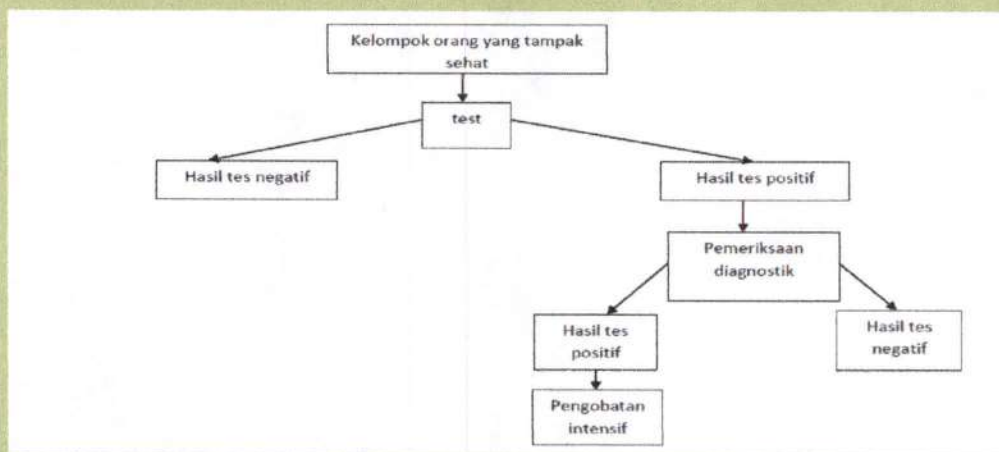 Kelompok orang yang tampak
sehat
test
Hasil tes negatif
Hasil tes positif
Pemeriksaan
diagnostik
Hasil tes
positif
Hasil tes
negatif
Pengobatan
intensif